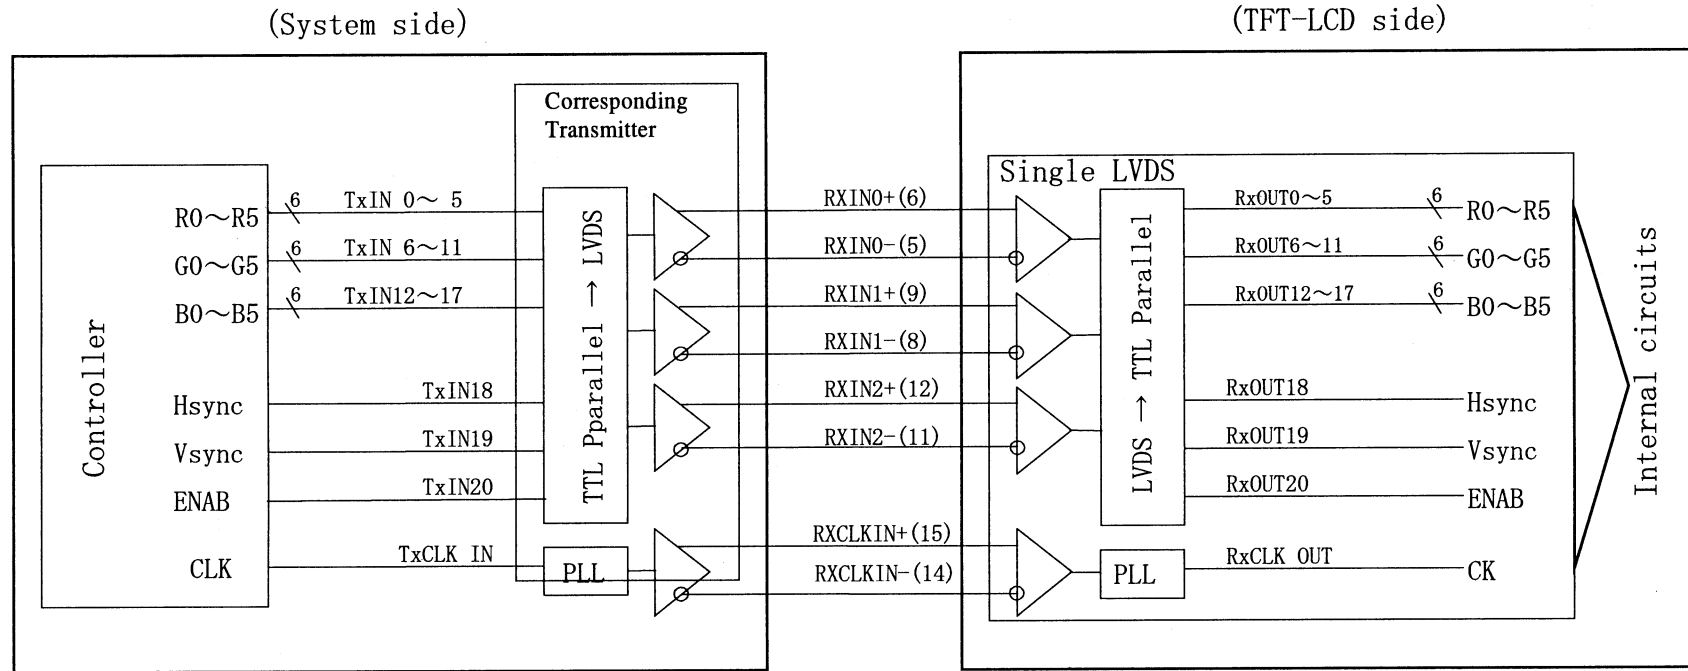 (System side)
(TFT-LCD side)
Corresponding
Transmitter
Controller
R0～R5
G0～G5
B0～B5
Hsync
Vsync
ENAB
CLK
6
TxIN 0～ 5
6
TxIN 6～11
6
TxIN12～17
TxIN18
TxIN19
TxIN20
TxCLK IN
TTL Pparallel → LVDS
PLL
RXIN0+(6)
RXIN0-(5)
RXIN1+(9)
RXIN1-(8)
RXIN2+(12)
RXIN2-(11)
RXCLKIN+(15)
RXCLKIN-(14)
Single LVDS
LVDS → TTL Parallel
PLL
RxOUT0～5
6
RxOUT6～11
6
RxOUT12～17
6
RxOUT18
RxOUT19
RxOUT20
RxCLK OUT
R0～R5
G0～G5
B0～B5
Hsync
Vsync
ENAB
CK
Internal circuits